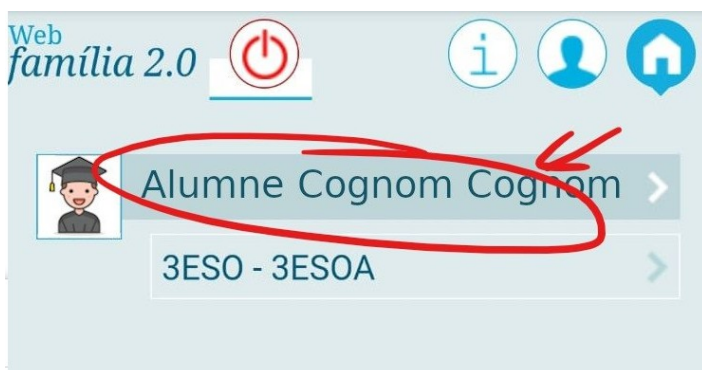 Web
família 2.0
i
Alumne Cognom Cognom
3ESO - 3ESOA